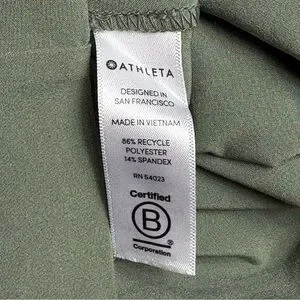 ATHLETA
DESIGNED IN
SAN FRANCISCO
MADE IN VIETNAM
86% RECYCLE
POLYESTER
14% SPANDEX
RN 54023
Certified
B
Corporation